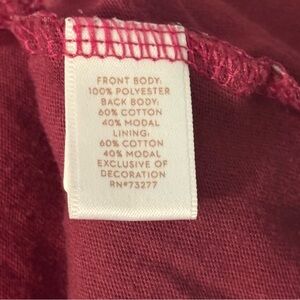 FRONT BODY:
100% POLYESTER
BACK BODY:
60% COTTON
40% MODAL
LINING:
60% COTTON
40% MODAL
EXCLUSIVE OF
DECORATION
RN#73277